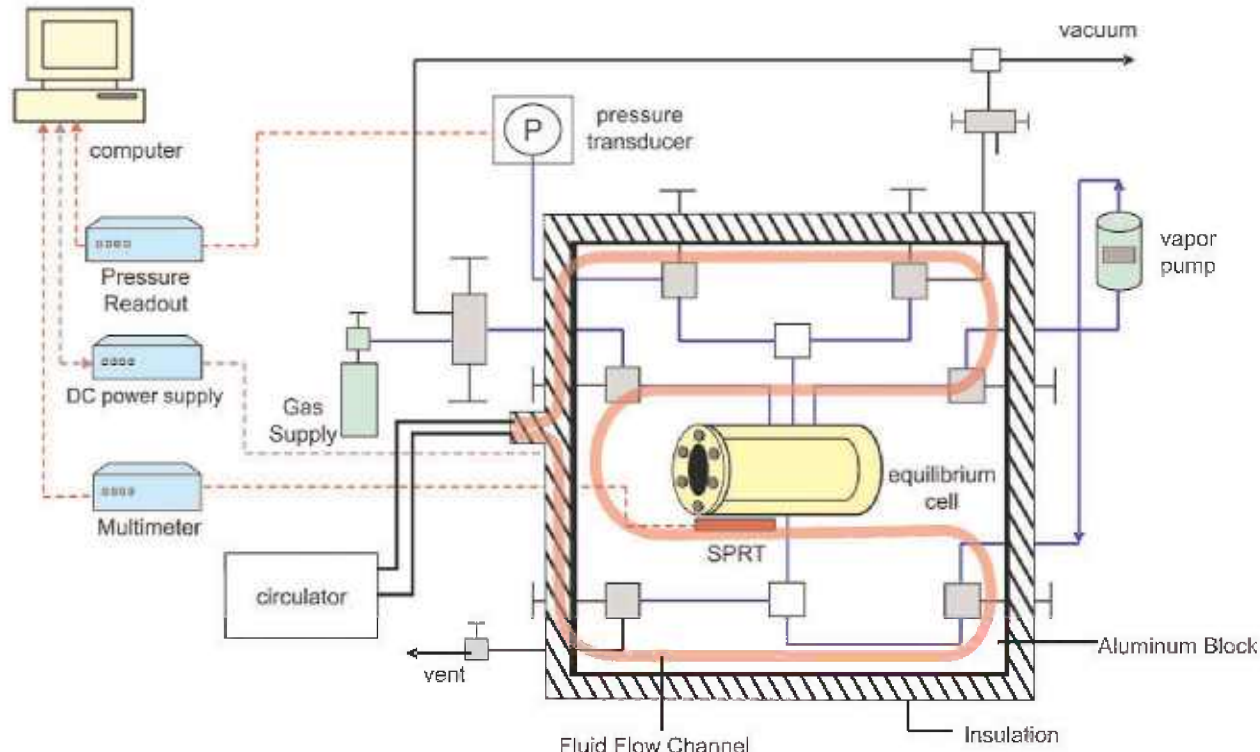 vacuum
P
pressure
transducer
computer
vapor
pump
Pressure
Readout
DC power supply
Gas
Supply
equilibrium
cell
Multimeter
SPRT
circulator
vent
Aluminum Block
Insulation
Fluid Flow Channel